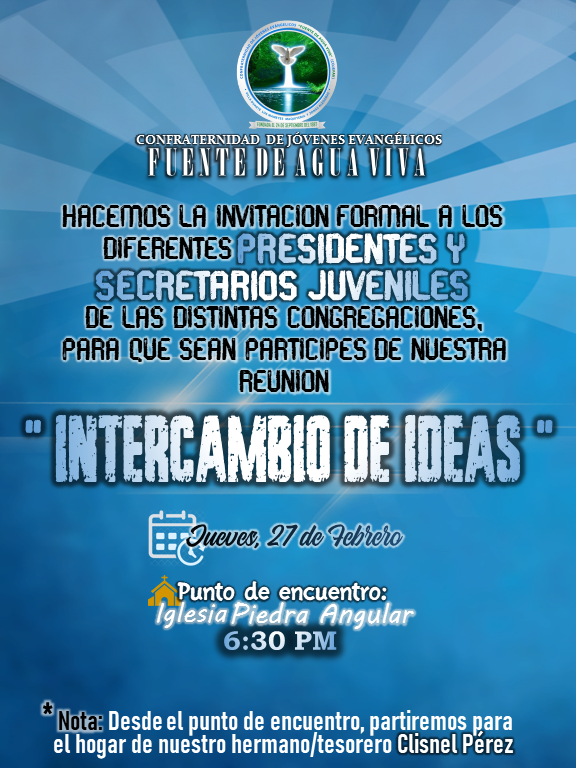 CONFRATERNIDAD DE JÓVENES EVANGÉLICOS
FUENTE DE AGUA VIVA
HACEMOS LA INVITACION FORMAL A LOS
DIFERENTES PRESIDENTES Y
SECRETARIOS JUVENILES
DE LAS DISTINTAS CONGREGACIONES,
PARA QUE SEAN PARTICIPES DE NUESTRA
REUNION
" INTERCAMBIO DE IDEAS "
Jueves, 27 de Febrero
Punto de encuentro:
Iglesia Piedra Angular
6:30 PM
* Nota: Desde el punto de encuentro, partiremos para
el hogar de nuestro hermano/tesorero Clisnel Pérez